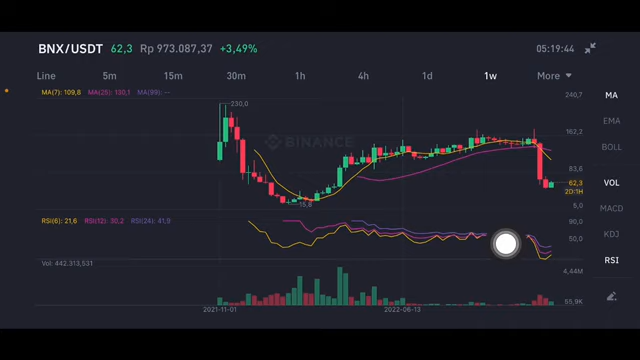 BNX/USDT 62,3 Rp 973.087,37 +3,49% 05:19:44
Line 5m 15m 30m 1h 4h 1d 1w More
MA(7): 109,8 MA(25): 130,1 MA(99): --
240,7
MA
230,0
EMA
162,2
BINANCE
BOLL
83,6
62,3
VOL
2D:1H
15,8
5,0
MACD
RSI(6): 21,6 RSI(12): 30,2 RSI(24): 41,9
90,0
KDJ
50,0
RSI
Vol: 442.313,531
4,44M
55,9K
2021-11-01 2022-06-13